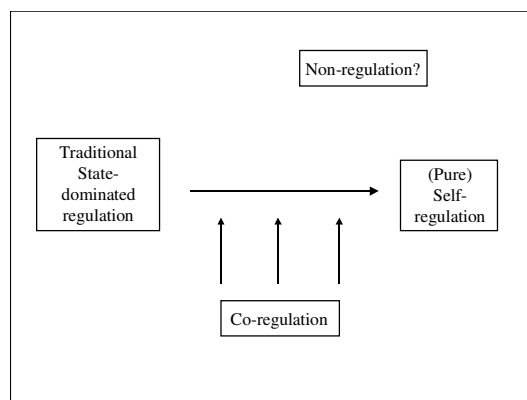 Non-regulation?
Traditional
State-
dominated
regulation
(Pure)
Self-
regulation
Co-regulation